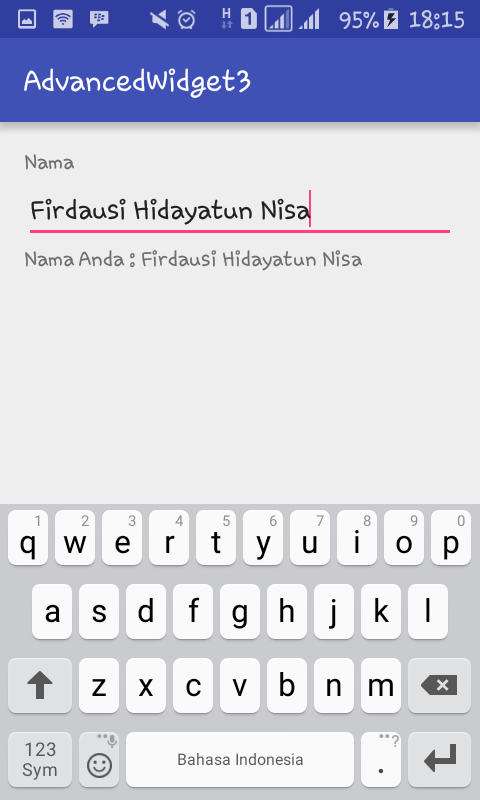 H 1 95% 18:15
AdvancedWidget3
Nama
Firdausi Hidayatun Nisa
Nama Anda : Firdausi Hidayatun Nisa
1 2 3 4 5 6 7 8 9 0
q w e r t y u i o p
a s d f g h j k l
z x c v b n m
123
Sym
Bahasa Indonesia
. ?